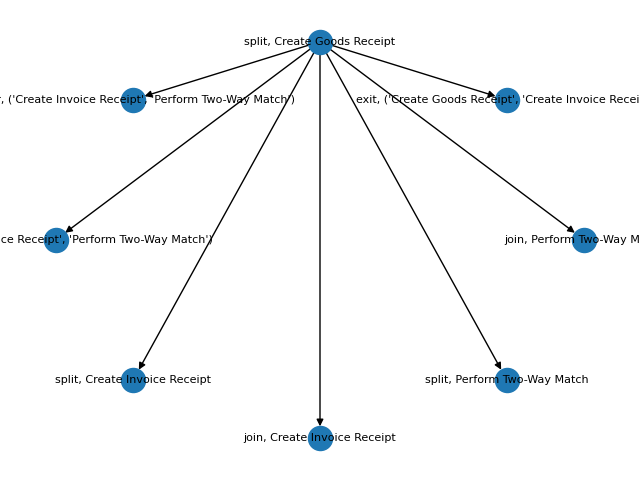 split, Create Goods Receipt
, ('Create Invoice Receipt', 'Perform Two-Way Match')
exit, ('Create Goods Receipt', 'Create Invoice
Receipt', 'Perform Two-Way Match')
join, Perform Two-Way
split, Create Invoice Receipt
split, Perform Two-Way Match
join, Create Invoice Receipt